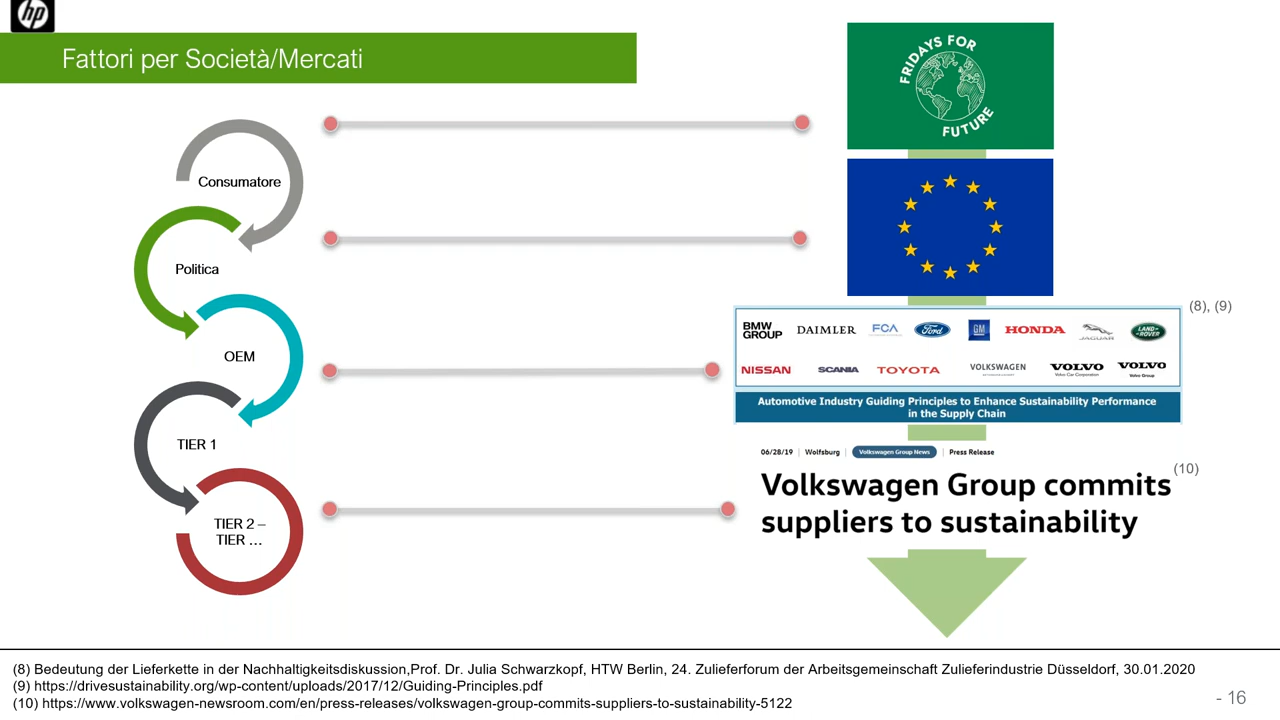 hp
Fattori per Società/Mercati
FRIDAYS FOR
FUTURE
Consumatore
Politica
OEM
TIER 1
TIER 2 –
TIER …
(8), (9)
BMW
GROUP
DAIMLER
FCA
Ford
GM
HONDA
JAGUAR
LAND-
ROVER
NISSAN
SCANIA
TOYOTA
VOLKSWAGEN
VOLVO
Volvo Car Corporation
VOLVO
Volvo Group
Automotive Industry Guiding Principles to Enhance Sustainability Performance
in the Supply Chain
06/28/19 | Wolfsburg | Volkswagen Group News | Press Release
(10)
Volkswagen Group commits
suppliers to sustainability
(8) Bedeutung der Lieferkette in der Nachhaltigkeitsdiskussion,Prof. Dr. Julia Schwarzkopf, HTW Berlin, 24. Zulieferforum der Arbeitsgemeinschaft Zulieferindustrie Düsseldorf, 30.01.2020
(9) https://drivesustainability.org/wp-content/uploads/2017/12/Guiding-Principles.pdf
(10) https://www.volkswagen-newsroom.com/en/press-releases/volkswagen-group-commits-suppliers-to-sustainability-5122
- 16